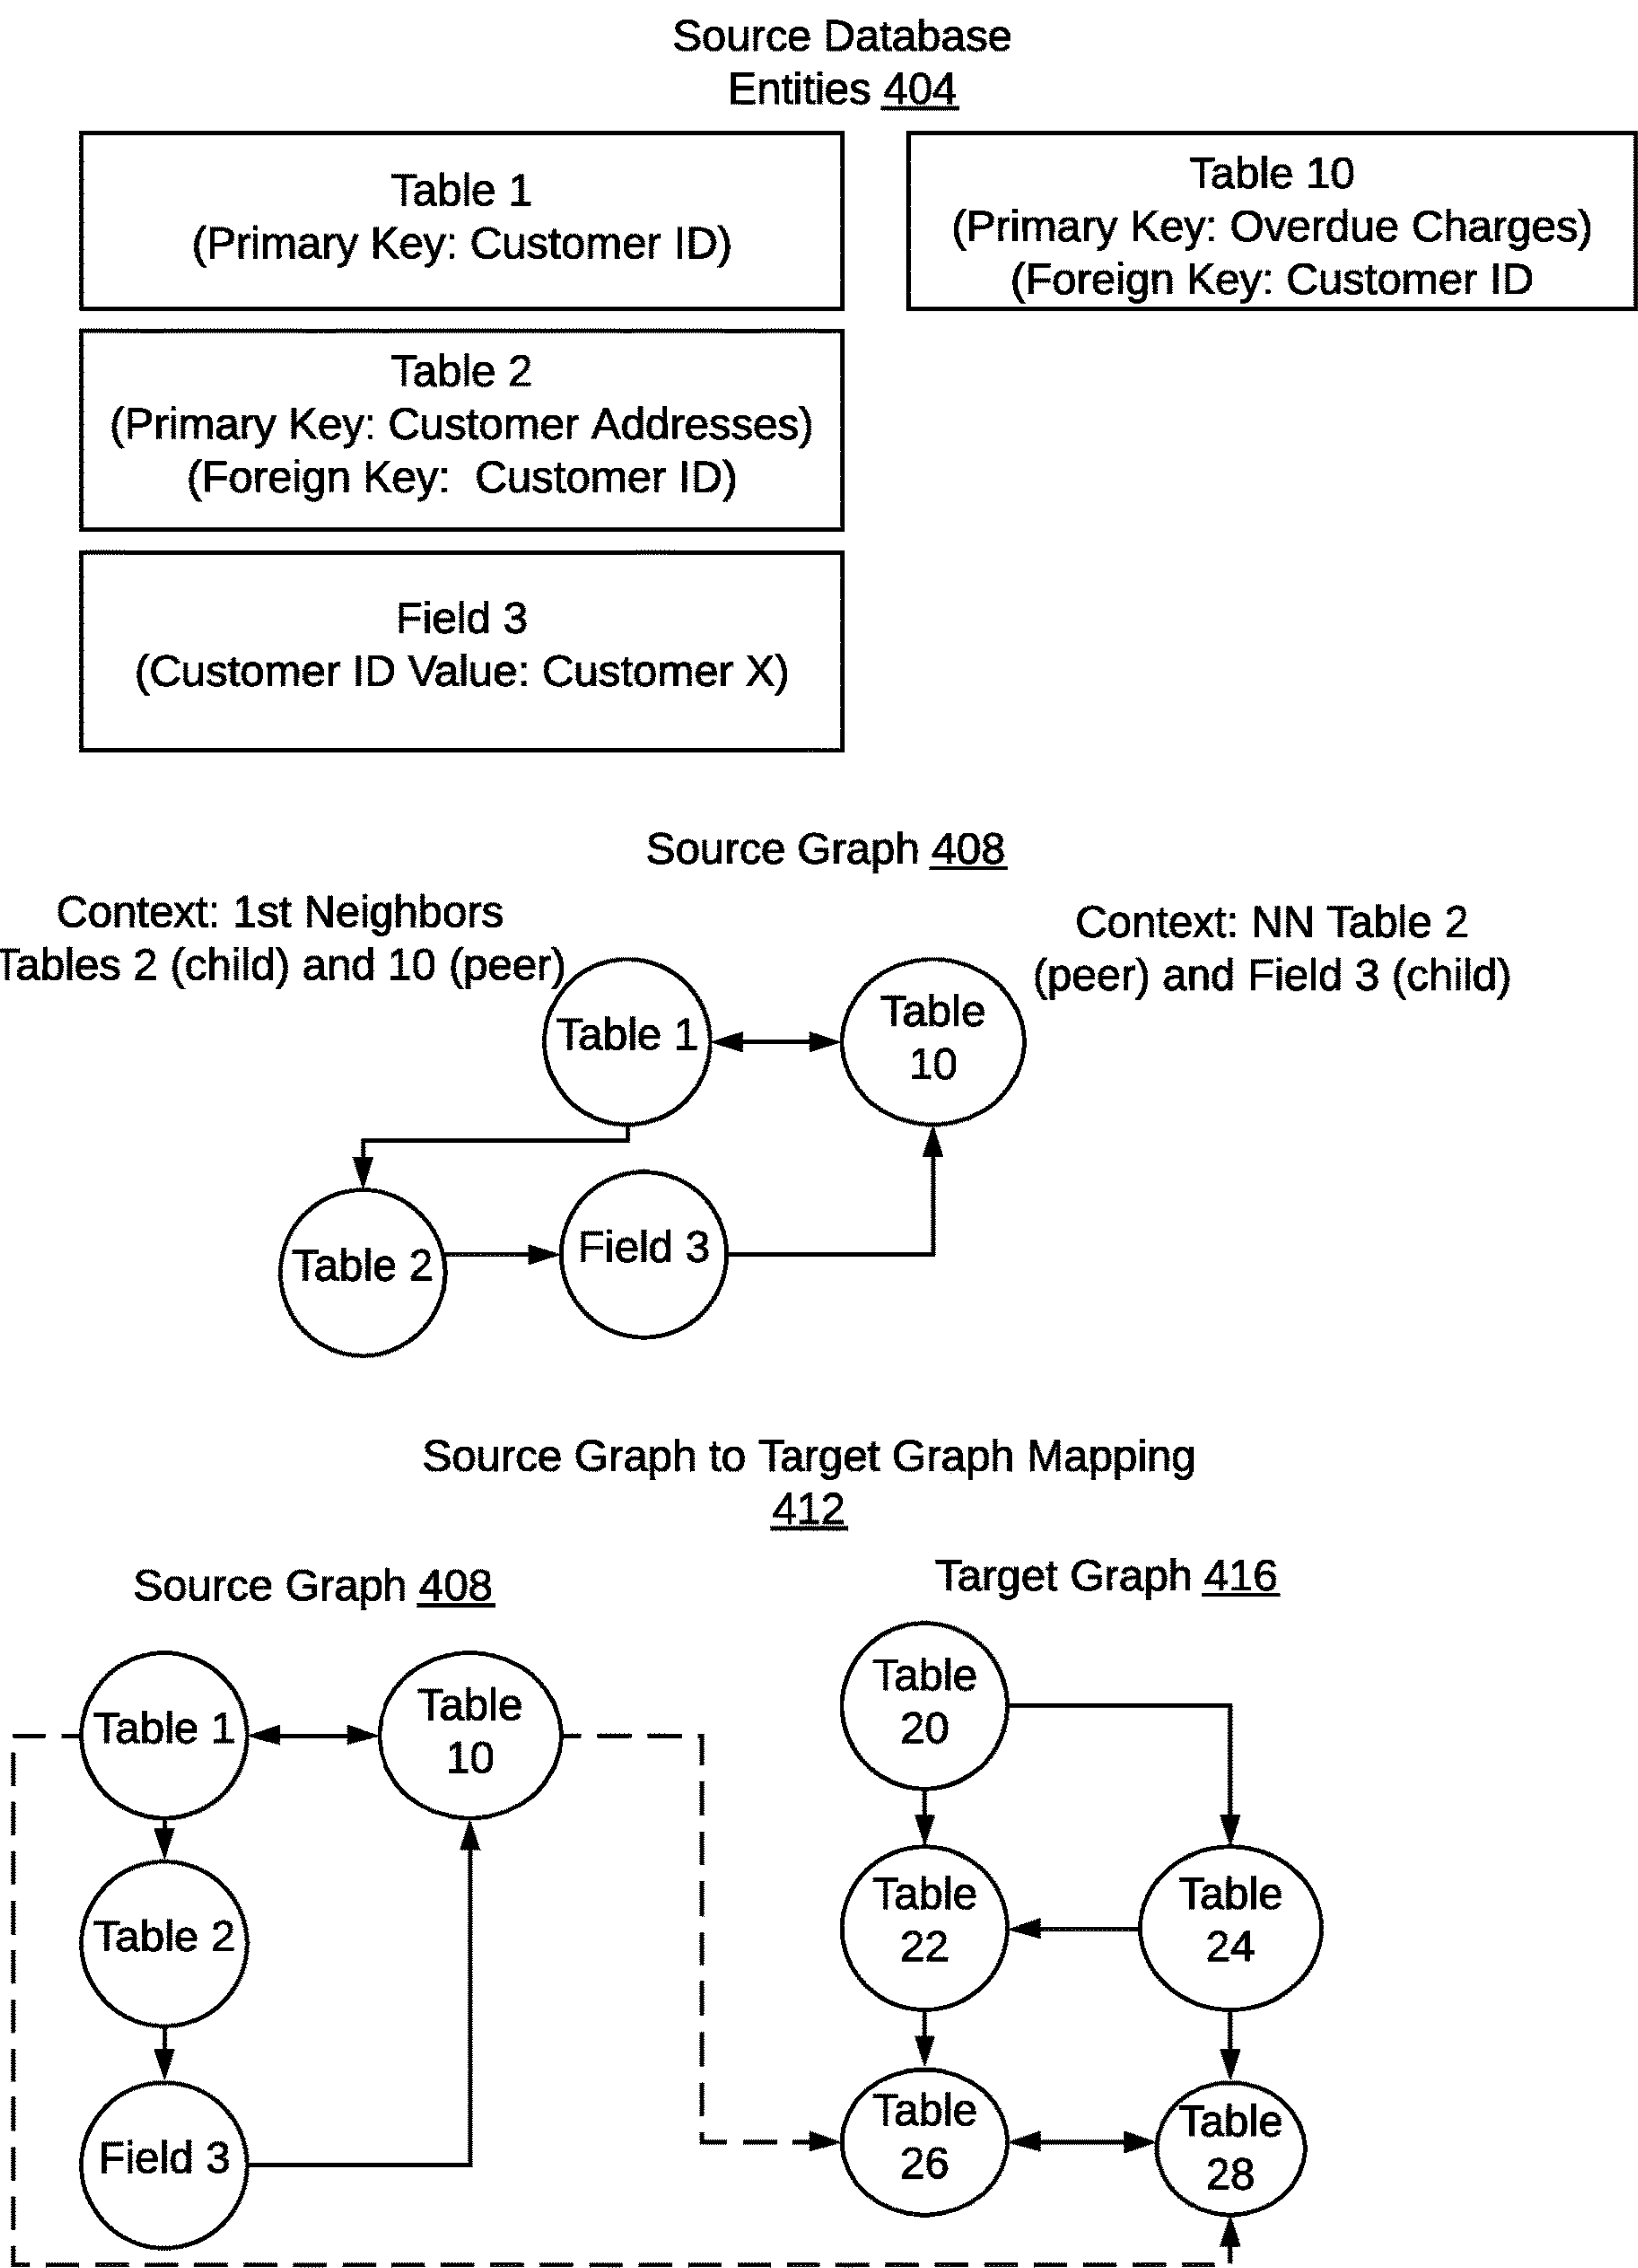 Source Database
Entities 404
Table 1
(Primary Key: Customer ID)
Table 10
(Primary Key: Overdue Charges)
(Foreign Key: Customer ID
Table 2
(Primary Key: Customer Addresses)
(Foreign Key: Customer ID)
Field 3
(Customer ID Value: Customer X)
Source Graph 408
Context: 1st Neighbors
Tables 2 (child) and 10 (peer)
Context: NN Table 2
(peer) and Field 3 (child)
Table 1
Table
10
Table 2
Field 3
Source Graph to Target Graph Mapping
412
Source Graph 408
Target Graph 416
Table 1
Table
10
Table 2
Field 3
Table
20
Table
22
Table
24
Table
26
Table
28